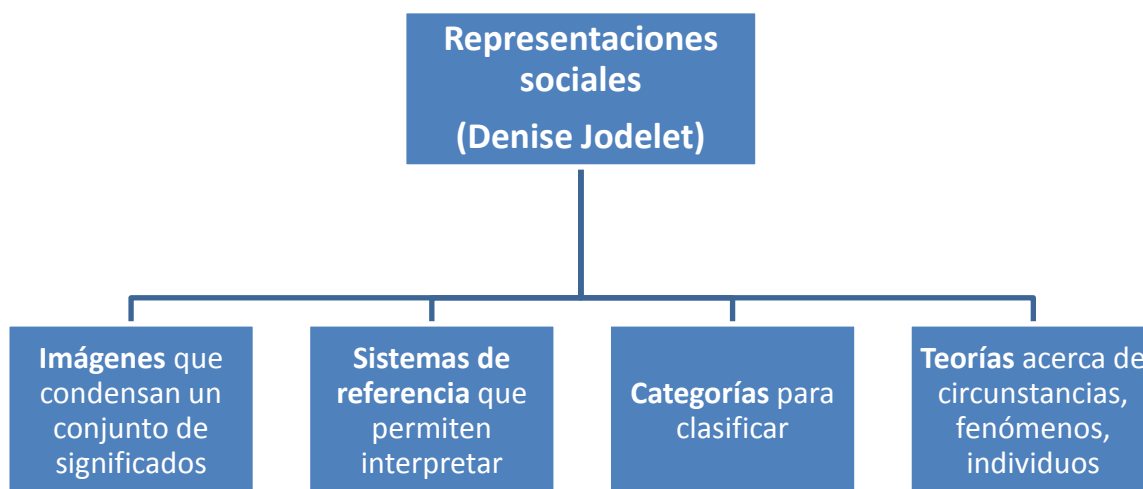 Representaciones
sociales
(Denise Jodelet)
Imágenes que
condensan un
conjunto de
significados
Sistemas de
referencia que
permiten
interpretar
Categorías para
clasificar
Teorías acerca de
circunstancias,
fenómenos,
individuos